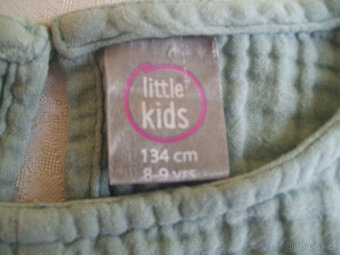 little
kids
134 cm
8-9 yrs